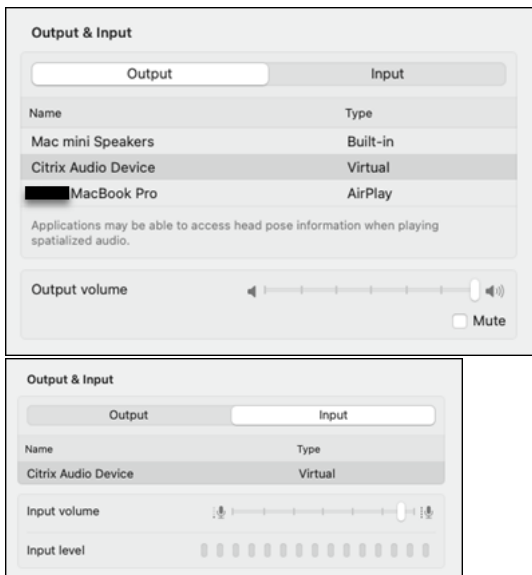 Output & Input
Output Input
Name Type
Mac mini Speakers Built-in
Citrix Audio Device Virtual
MacBook Pro AirPlay
Applications may be able to access head pose information when playing
spatialized audio.
Output volume
Mute
Output & Input
Output Input
Name Type
Citrix Audio Device Virtual
Input volume
Input level